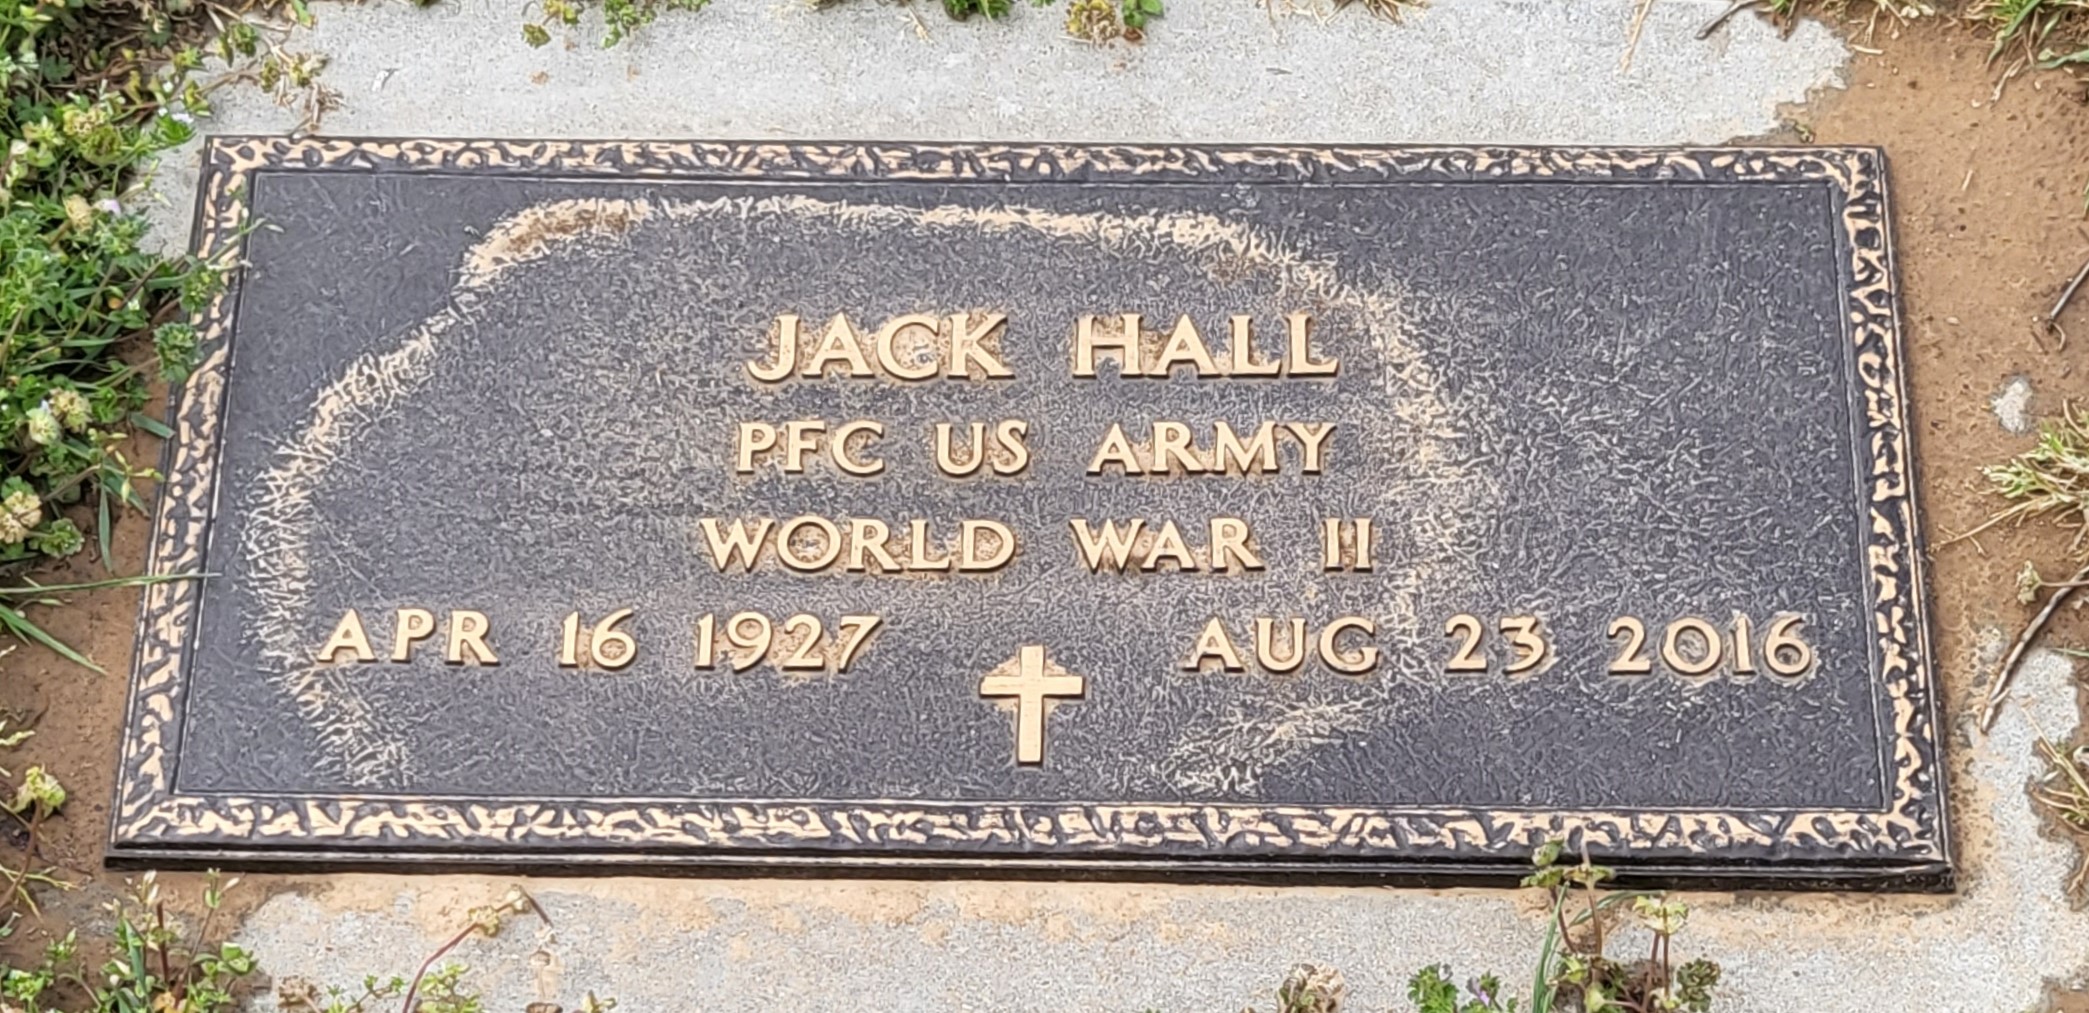 JACK HALL
PFC US ARMY
WORLD WAR II
APR 16 1927 AUG 23 2016